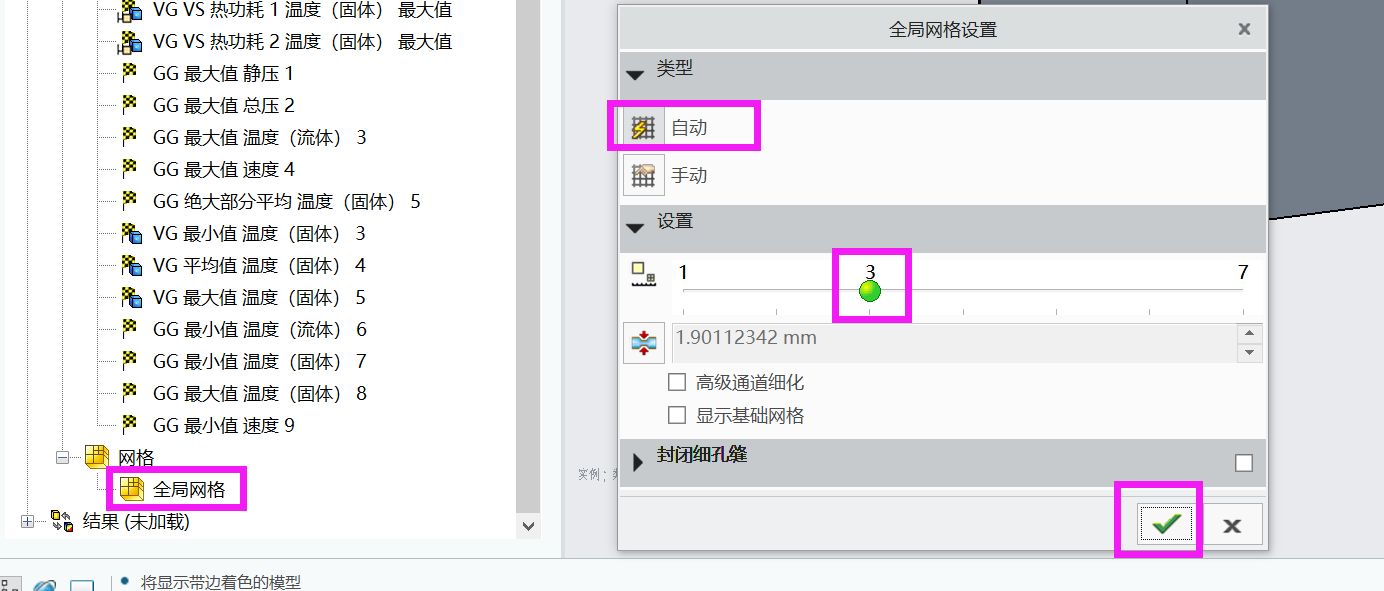 VG VS 热功耗 1 温度（固体） 最大值
VG VS 热功耗 2 温度（固体） 最大值
GG 最大值 静压 1
GG 最大值 总压 2
GG 最大值 温度（流体） 3
GG 最大值 速度 4
GG 绝大部分平均 温度（固体） 5
VG 最小值 温度（固体） 3
VG 平均值 温度（固体） 4
VG 最大值 温度（固体） 5
GG 最小值 温度（流体） 6
GG 最小值 温度（固体） 7
GG 最大值 温度（固体） 8
GG 最小值 速度 9
网格
全局网格
结果 (未加载)
全局网格设置
类型
自动
手动
设置
1 3 7
1.90112342 mm
高级通道细化
显示基础网格
封闭细孔缝
实例：
将显示带边着色的模型